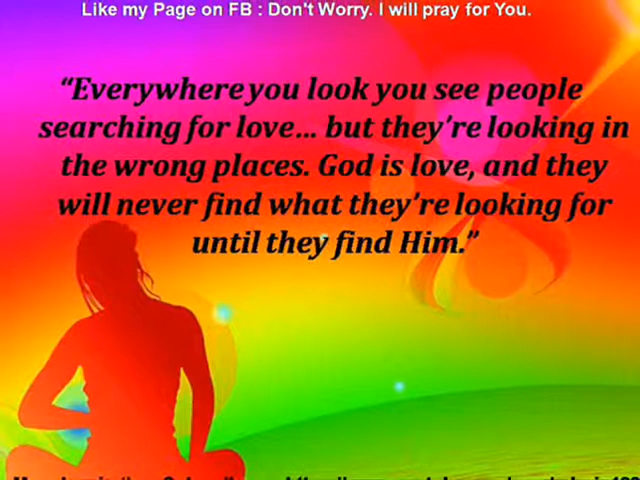 Like my Page on FB : Don't Worry. I will pray for You.
“Everywhere you look you see people
searching for love... but they’re looking in
the wrong places. God is love, and they
will never find what they’re looking for
until they find Him.”